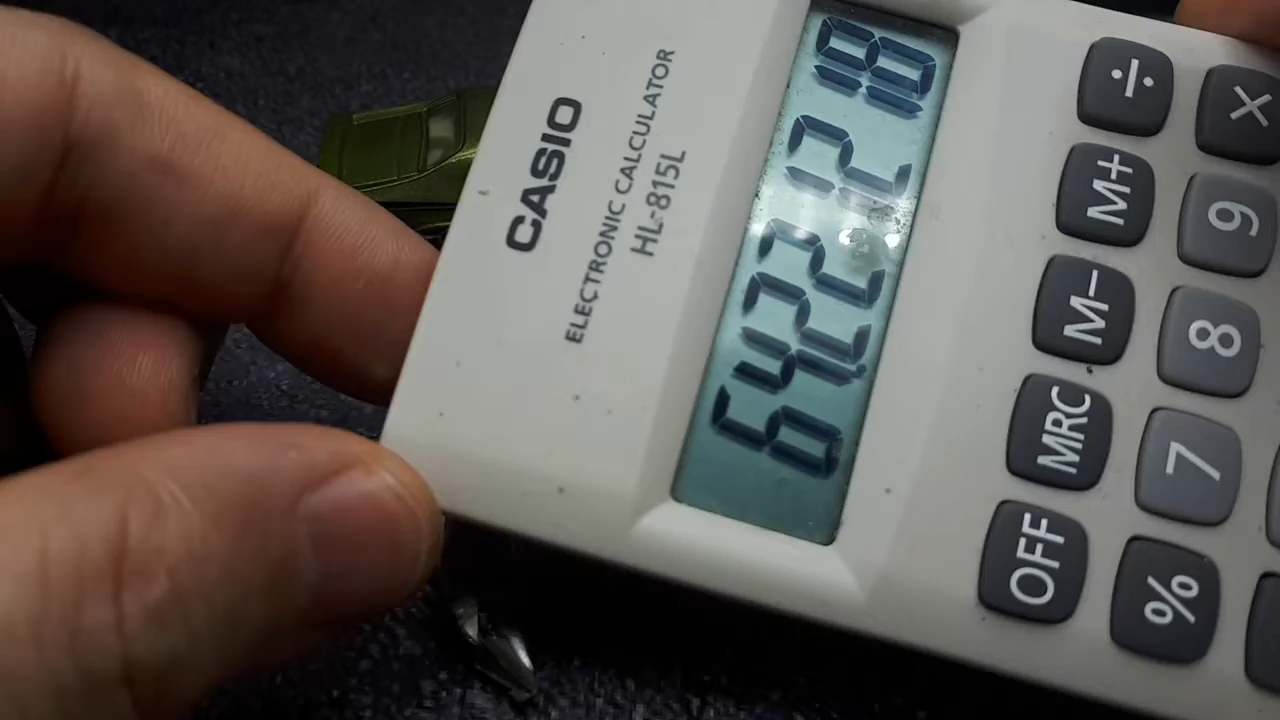 CASIO
ELECTRONIC CALCULATOR
HL-815L
÷
×
M+
9
M−
8
MRC
7
OFF
%